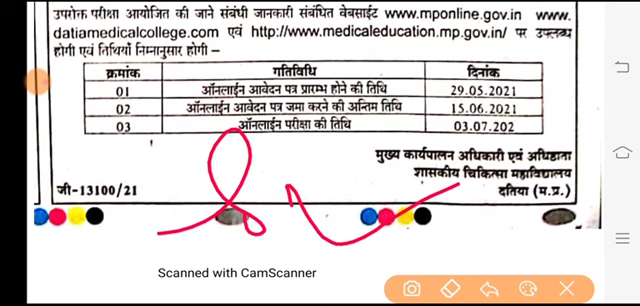 उपरोक्त परीक्षा आयोजित की जाने संबंधी जानकारी संबंधित वेबसाईट www.mponline.gov.in www.
datiamedicalcollege.com एवं http://www.medicaleducation.mp.gov.in/ पर उपलब्ध
होगी एवं तिथियाँ निम्नानुसार होगी –
क्रमांक गतिविधि दिनांक
01 ऑनलाईन आवेदन पत्र प्रारम्भ होने की तिथि 29.05.2021
02 ऑनलाईन आवेदन पत्र जमा करने की अन्तिम तिथि 15.06.2021
03 ऑनलाईन परीक्षा की तिथि 03.07.202
मुख्य कार्यपालन अधिकारी एवं अधिष्ठाता
शासकीय चिकित्सा महाविद्यालय
जी-13100/21 दतिया (म.प्र.)
Scanned with CamScanner